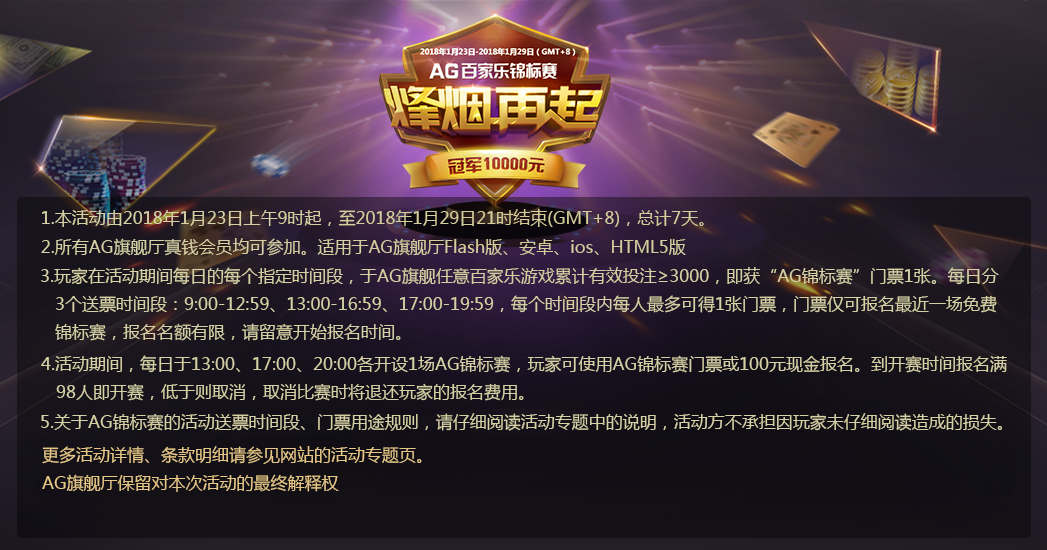 2018年1月23日-2018年1月29日（GMT+8）
AG百家乐锦标赛
烽烟再起
冠军10000元
1.本活动由2018年1月23日上午9时起，至2018年1月29日21时结束(GMT+8)，总计7天。
2.所有AG旗舰厅真钱会员均可参加。适用于AG旗舰厅Flash版、安卓、ios、HTML5版
3.玩家在活动期间每日的每个指定时间段，于AG旗舰任意百家乐游戏累计有效投注≥3000，即获“AG锦标赛”门票1张。每日分
3个送票时间段：9:00-12:59、13:00-16:59、17:00-19:59，每个时间段内每人最多可得1张门票，门票仅可报名最近一场免费
锦标赛，报名名额有限，请留意开始报名时间。
4.活动期间，每日于13:00、17:00、20:00各开设1场AG锦标赛，玩家可使用AG锦标赛门票或100元现金报名。到开赛时间报名满
98人即开赛，低于则取消，取消比赛时将退还玩家的报名费用。
5.关于AG锦标赛的活动送票时间段、门票用途规则，请仔细阅读活动专题中的说明，活动方不承担因玩家未仔细阅读造成的损失。
更多活动详情、条款明细请参见网站的活动专题页。
AG旗舰厅保留对本次活动的最终解释权